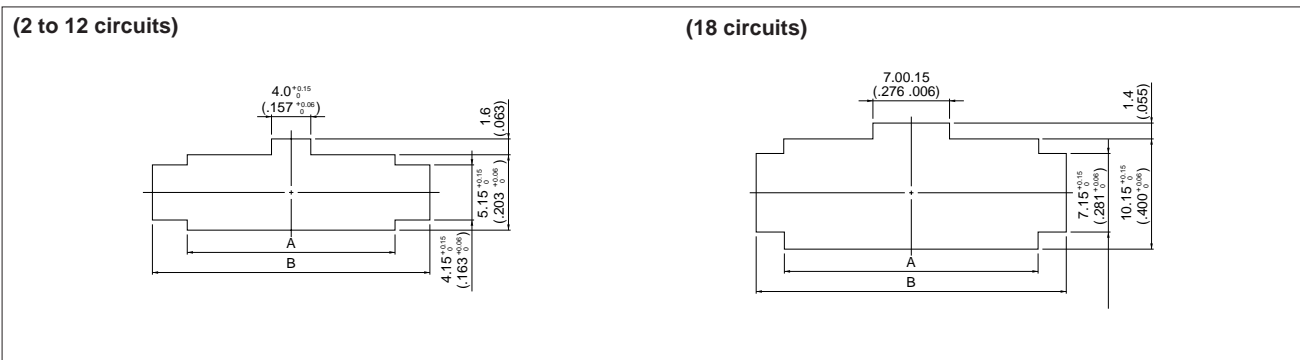 (2 to 12 circuits)
4.0 +0.15 0
(.157 +0.06 0)
1.6
(.063)
5.15 +0.15 0
(.203 +0.06 0)
4.15 +0.15 0
(.163 +0.06 0)
A
B
(18 circuits)
7.00.15
(.276 .006)
1.4
(.055)
7.15 +0.15 0
(.281 +0.06 0)
10.15 +0.15 0
(.400 +0.06 0)
A
B